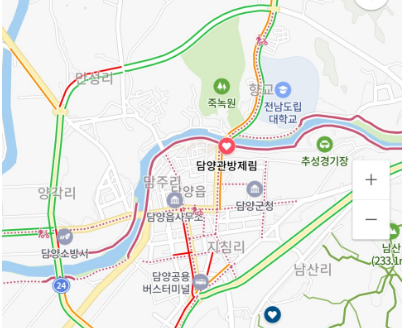 만성리
죽녹원
향교
전남도립
대학교
담양관방제림
추성경기장
양각리
담주리
담양읍
담양읍사무소
담양군청
담양소방서
지침리
담양공용
버스터미널
남산리
남산
(233.1m
24